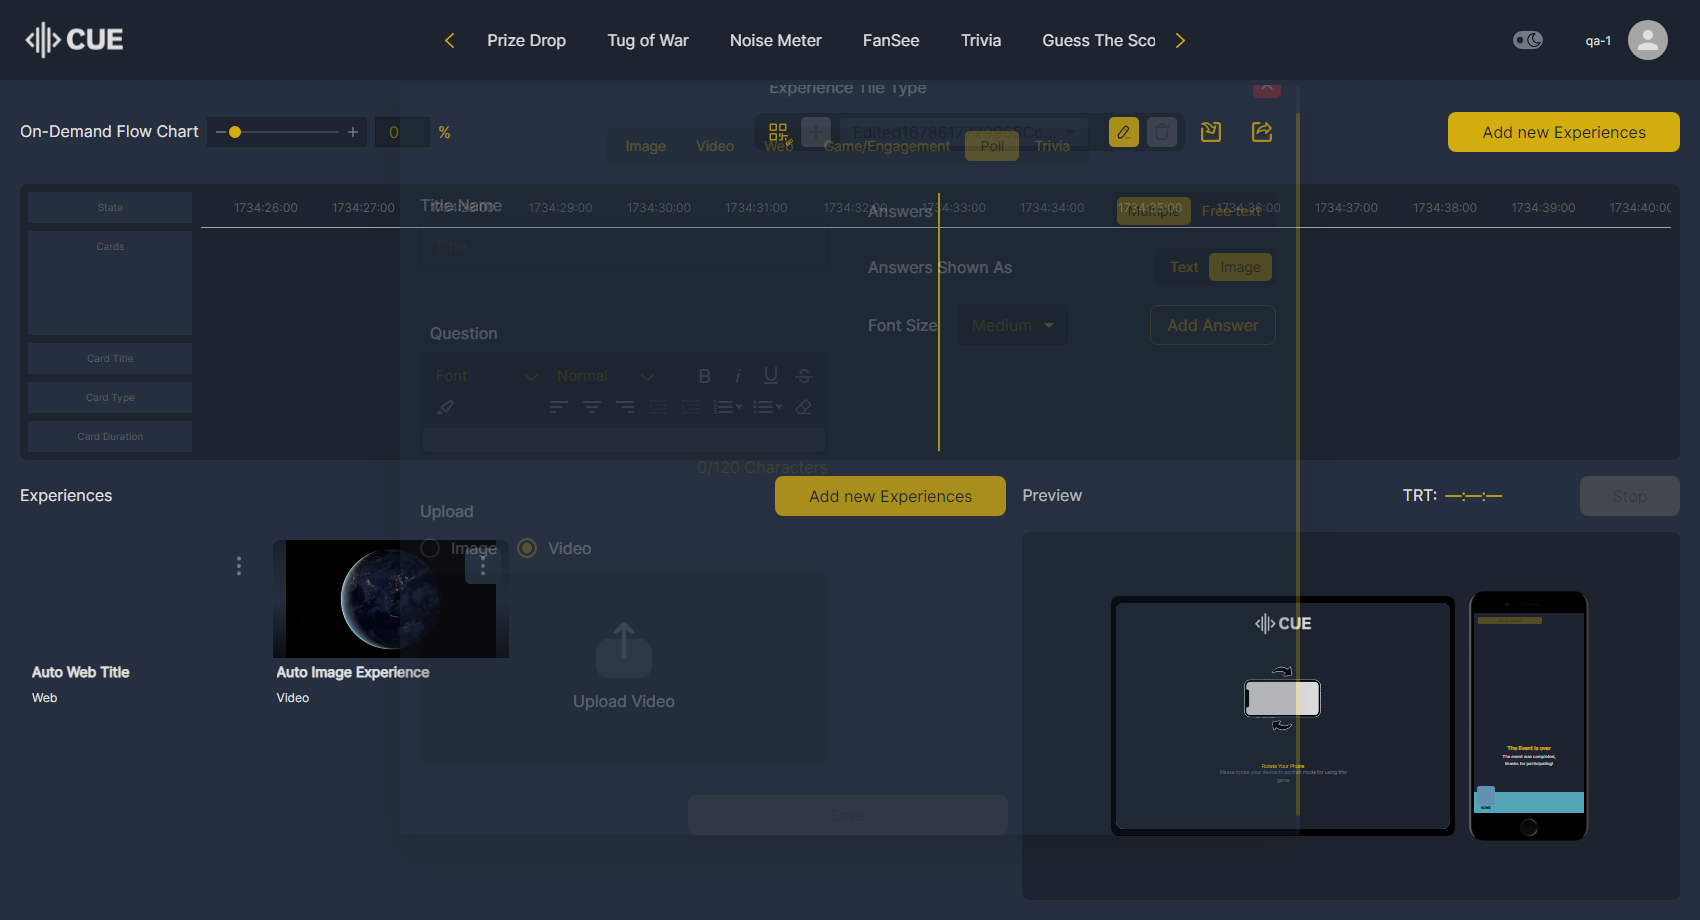 CUE
Prize Drop
Tug of War
Noise Meter
FanSee
Trivia
Guess The Sco
qa-1
Experience Tile Type
On-Demand Flow Chart
0
%
Edited1678617779965Co...
Add new Experiences
Image
Video
Web
Game/Engagement
Poll
Trivia
State
1734:26:00
1734:27:00
1734:28:00
1734:29:00
1734:30:00
1734:31:00
1734:32:00
1734:33:00
1734:34:00
1734:35:00
1734:36:00
1734:37:00
1734:38:00
1734:39:00
1734:40:00
Title Name
Answers
Multiple
Free text
Cards
Title
Answers Shown As
Text
Image
Question
Font Size
Medium
Add Answer
Card Title
Font
Normal
B
i
U
S
Card Type
Card Duration
0/120 Characters
Experiences
Add new Experiences
Preview
TRT: —:—:—
Stop
Upload
Image
Video
Auto Web Title
Web
Auto Image Experience
Video
Upload Video
Save
CUE
Rotate Your Phone
Please rotate your device to portrait mode for using this
game
The Event is over
The event was completed,
thanks for participating!
HOME